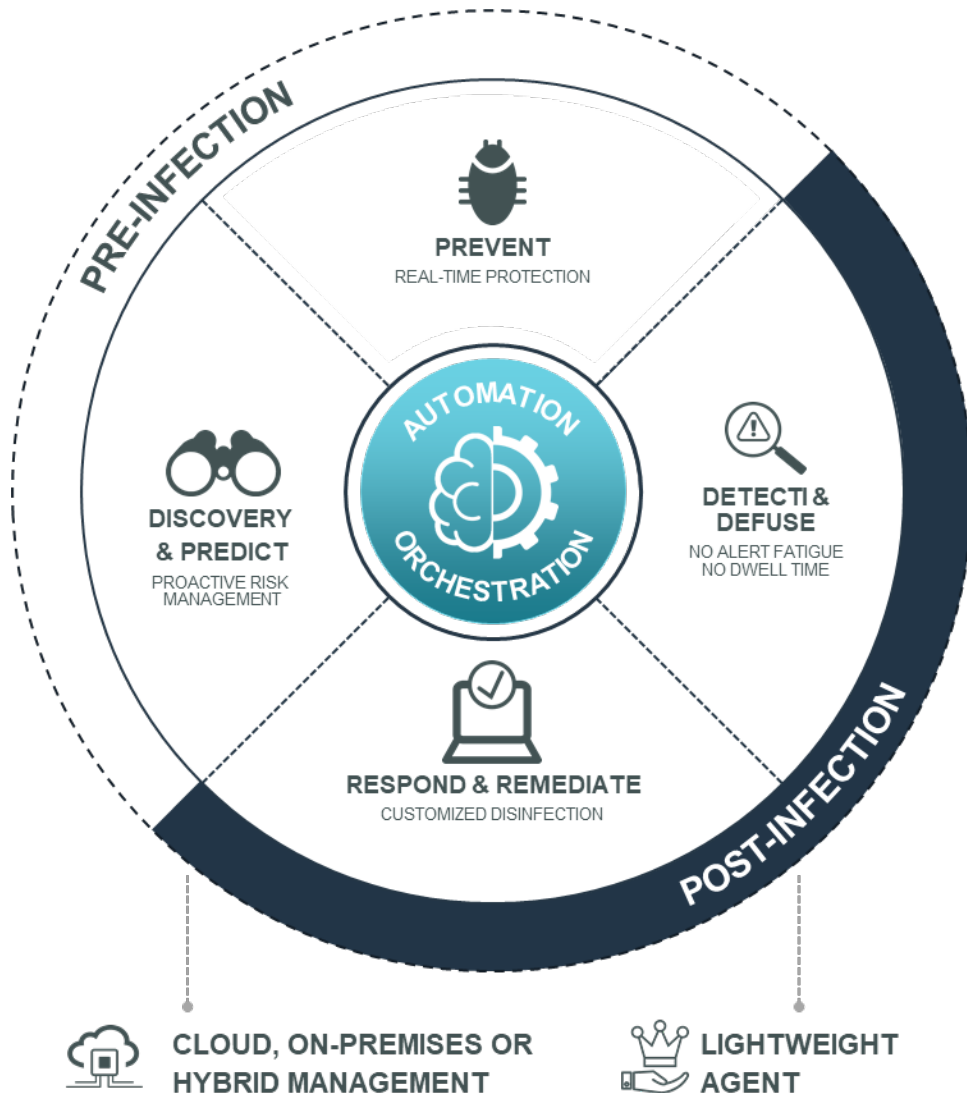 PRE-INFECTION
PREVENT
REAL-TIME PROTECTION
AUTOMATION
ORCHESTRATION
DISCOVERY
& PREDICT
PROACTIVE RISK
MANAGEMENT
DETECTI &
DEFUSE
NO ALERT FATIGUE
NO DWELL TIME
RESPOND & REMEDIATE
CUSTOMIZED DISINFECTION
POST-INFECTION
CLOUD, ON-PREMISES OR
HYBRID MANAGEMENT
LIGHTWEIGHT
AGENT